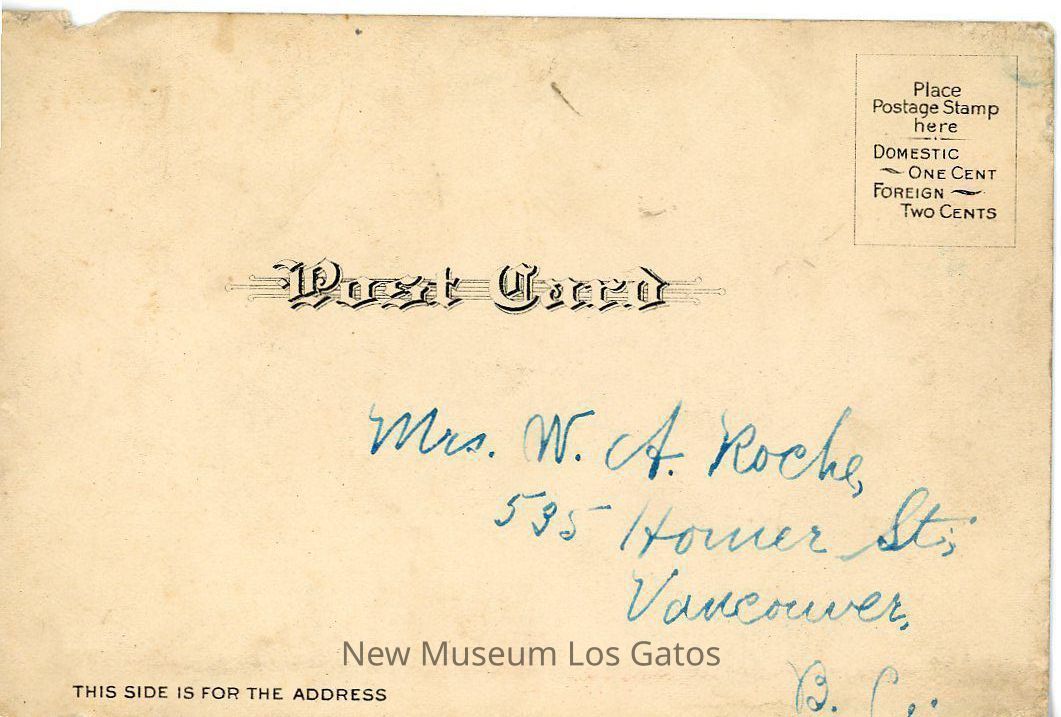 Place
Postage Stamp
here
DOMESTIC
ONE CENT
FOREIGN
TWO CENTS
Post Card
Mrs. W. A. Roche,
535 Homer St.,
Vancouver,
B. C.
New Museum Los Gatos
THIS SIDE IS FOR THE ADDRESS